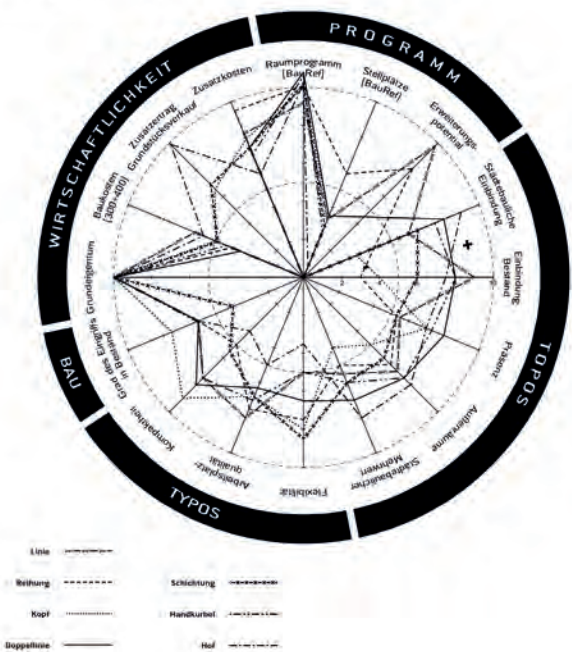 PROGRAMM
TOPOS
TYPOS
BAU
WIRTSCHAFTLICHKEIT
Raumprogramm
[BauRef]
Stellplätze
[BauRef]
Erweiterungs-
potential
Städtebauliche
Einbindung
Einbindung
Bestand
Präsenz
Außenräume
Städtebaulicher
Mehrwert
Flexibilität
Arbeitsplatz-
qualität
Kompaktheit
Grad des Eingriffs
in Bestand
Grundeigentum
Baukosten
[300+400]
Zusatzertrag
Grundstücksverkauf
Zusatzkosten
+
Linie
Reihung
Kopf
Doppellinie
Schichtung
Handkurbel
Hof